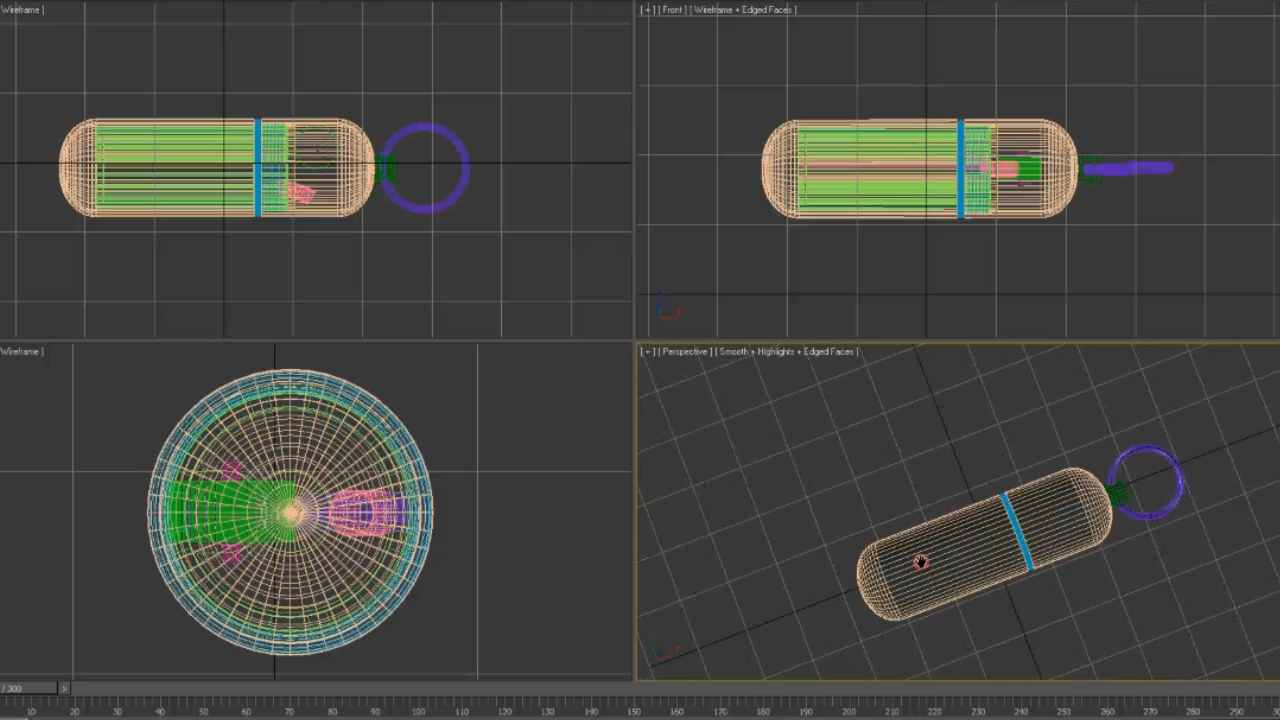 Wireframe ]
[ + ] [ Front ] [ Wireframe + Edged Faces ]
Wireframe ]
[ + ] [ Perspective ] [ Smooth + Highlights + Edged Faces ]
/ 300 >
10 20 30 40 50 60 70 80 90 100 110 120 130 140 150 160 170 180 190 200 210 220 230 240 250 260 270 280 290